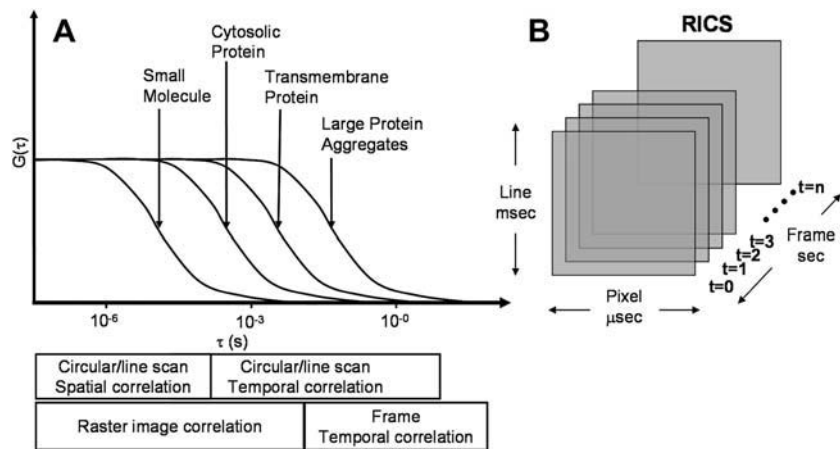 A
Cytosolic
Protein
Small
Molecule
Transmembrane
Protein
Large Protein
Aggregates
G(τ)
10⁻⁶
10⁻³
10⁻⁰
τ (s)
Circular/line scan
Spatial correlation
Circular/line scan
Temporal correlation
Raster image correlation
Frame
Temporal correlation
B
RICS
Line
msec
t=n
t=3
t=2
t=1
t=0
Frame
sec
Pixel
μsec